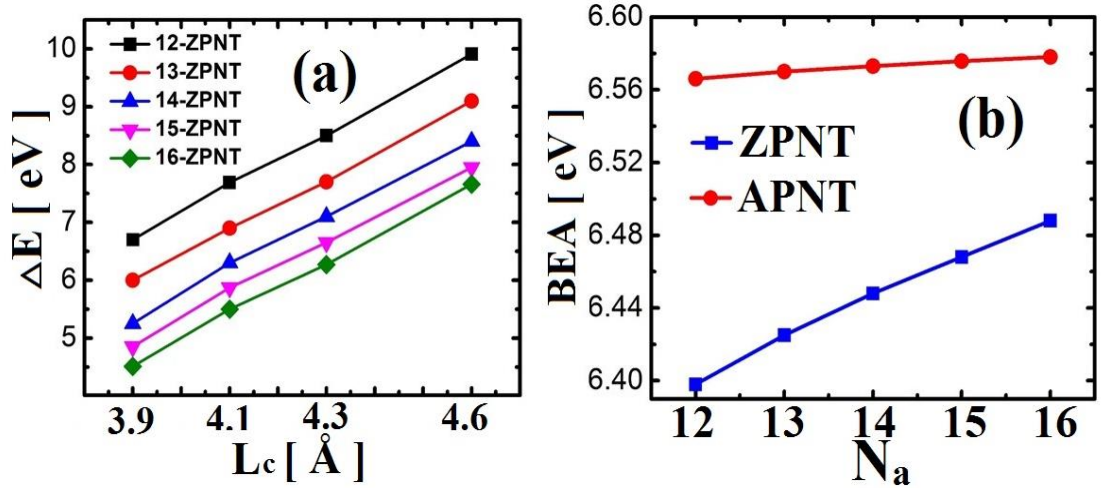 (a)
12-ZPNT
13-ZPNT
14-ZPNT
15-ZPNT
16-ZPNT
△E [ eV ]
10
9
8
7
6
5
3.9 4.1 4.3 4.6
Lc [ Å ]
(b)
ZPNT
APNT
BEA [ eV ]
6.60
6.56
6.52
6.48
6.44
6.40
12 13 14 15 16
Na